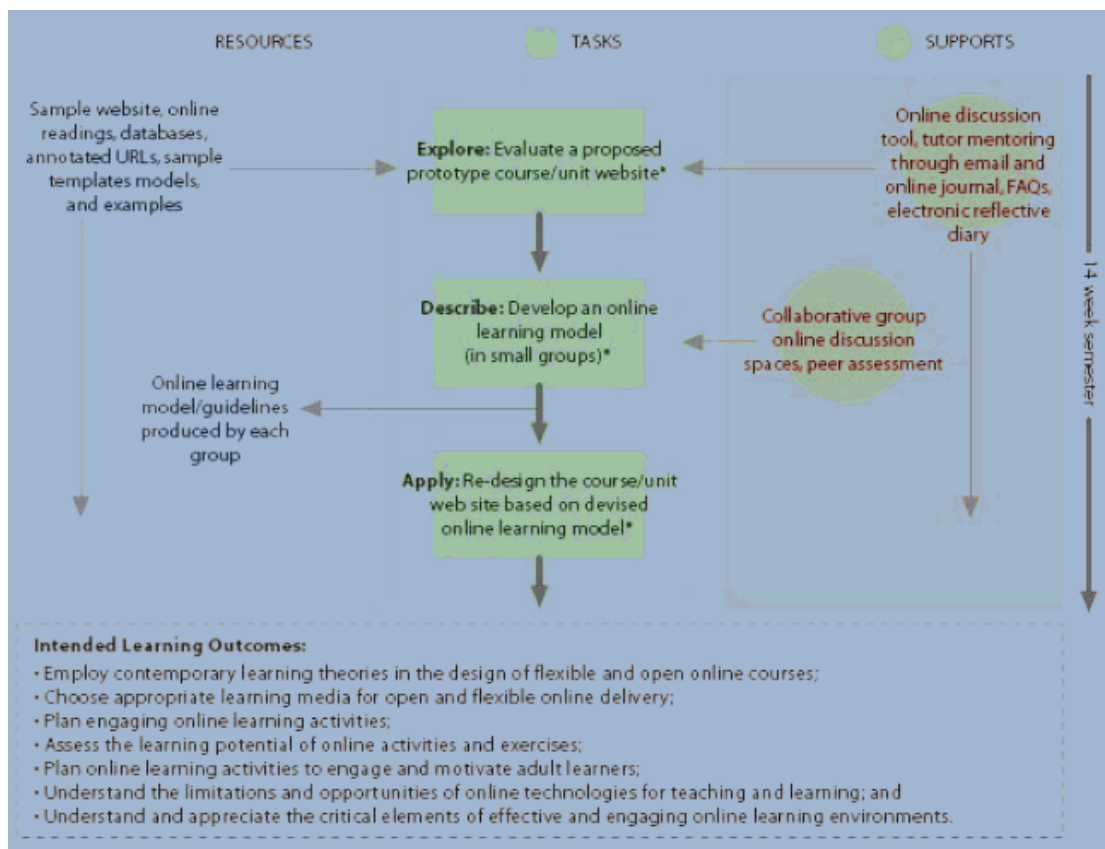 RESOURCES
TASKS
SUPPORTS
Sample website, online
readings, databases,
annotated URLs, sample
templates models,
and examples
Explore: Evaluate a proposed
prototype course/unit website*
Online discussion
tool, tutor mentoring
through email and
online journal, FAQs,
electronic reflective
diary
Describe: Develop an online
learning model
(in small groups)*
Collaborative group
online discussion
spaces, peer assessment
14 week semester
Online learning
model/guidelines
produced by each
group
Apply: Re-design the course/unit
web site based on devised
online learning model*
Intended Learning Outcomes:
• Employ contemporary learning theories in the design of flexible and open online courses;
• Choose appropriate learning media for open and flexible online delivery;
• Plan engaging online learning activities;
• Assess the learning potential of online activities and exercises;
• Plan online learning activities to engage and motivate adult learners;
• Understand the limitations and opportunities of online technologies for teaching and learning; and
• Understand and appreciate the critical elements of effective and engaging online learning environments.